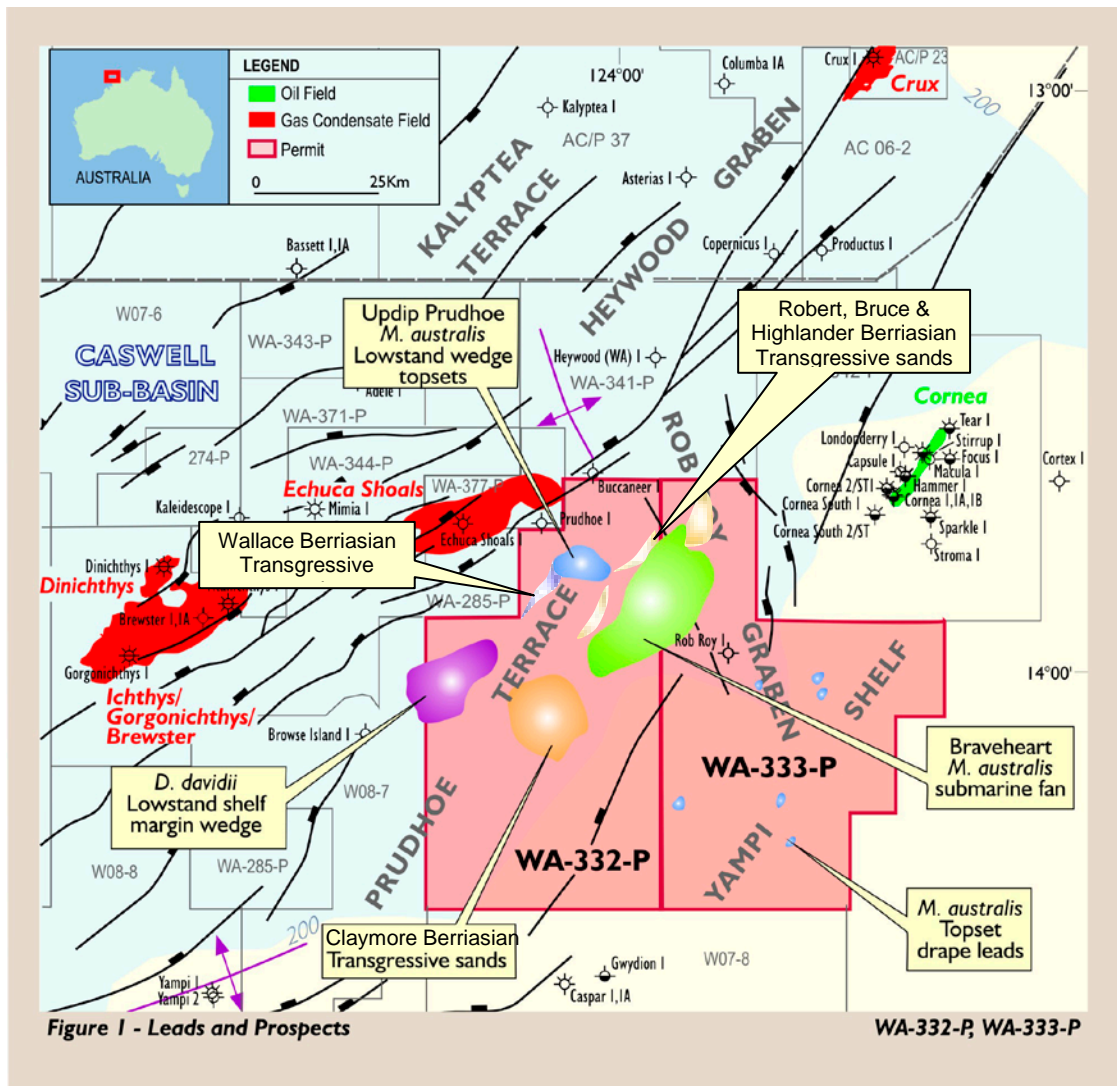 LEGEND
Oil Field
Gas Condensate Field
Permit
0 25Km
AUSTRALIA
124°00'
Columba 1A
Crux 1
AC/P 23
Crux
13°00'
200
Kalyptea 1
AC/P 37
AC 06-2
KALYPTEA
TERRACE
Asterias 1
GRABEN
HEYWOOD
Copernicus 1
Productus 1
Bassett 1,1A
W07-6
WA-343-P
CASWELL
SUB-BASIN
Updip Prudhoe
M. australis
Lowstand wedge
topsets
Robert, Bruce &
Highlander Berriasian
Transgressive sands
Heywood (WA) 1
WA-341-P
Adele 1
WA-371-P
ROB
ROY
GRABEN
Cornea
Tear 1
Londonderry 1
Stirrup 1
Focus 1
Capsule 1
Macula 1
Cornea 2/ST1
Hammer 1
Cornea South 1
Cornea 1,1A,1B
Cornea South 2/ST
Sparkle 1
Stroma 1
Cortex 1
274-P
WA-344-P
WA-377-P
Echuca Shoals
Buccaneer 1
Kaleidescope 1
Mimia 1
Echuca Shoals 1
Prudhoe 1
Wallace Berriasian
Transgressive
Dinichthys 1
Dinichthys
Brewster 1,1A
WA-285-P
Gorgonichthys 1
Ichthys/
Gorgonichthys/
Brewster
TERRACE
Rob Roy 1
14°00'
SHELF
Browse Island 1
D. davidii
Lowstand shelf
margin wedge
W08-7
WA-333-P
Braveheart
M. australis
submarine fan
PRUDHOE
WA-332-P
YAMPI
W08-8
WA-285-P
M. australis
Topset
drape leads
200
Claymore Berriasian
Transgressive sands
Yampi 1
Yampi 2
Gwydion 1
Caspar 1,1A
W07-8
Figure 1 - Leads and Prospects
WA-332-P, WA-333-P